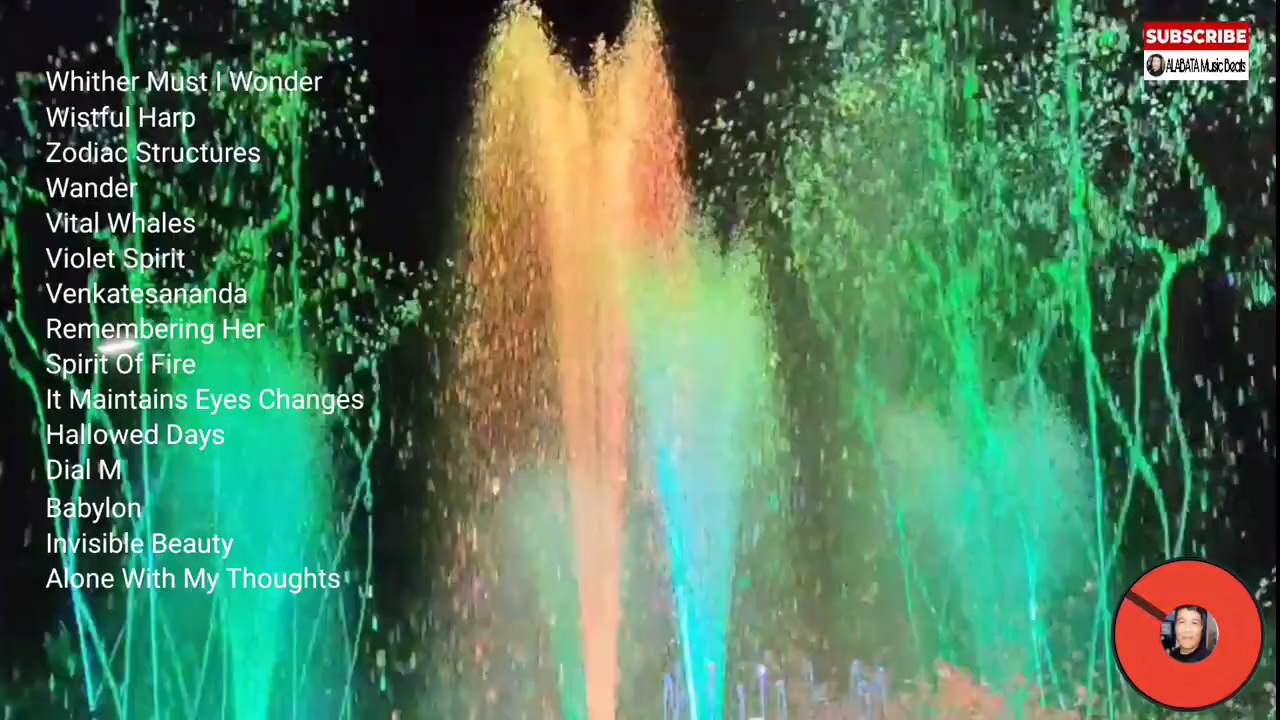 SUBSCRIBE
ALABATA Music Beats
Whither Must I Wonder
Wistful Harp
Zodiac Structures
Wander
Vital Whales
Violet Spirit
Venkatesananda
Remembering Her
Spirit Of Fire
It Maintains Eyes Changes
Hallowed Days
Dial M
Babylon
Invisible Beauty
Alone With My Thoughts